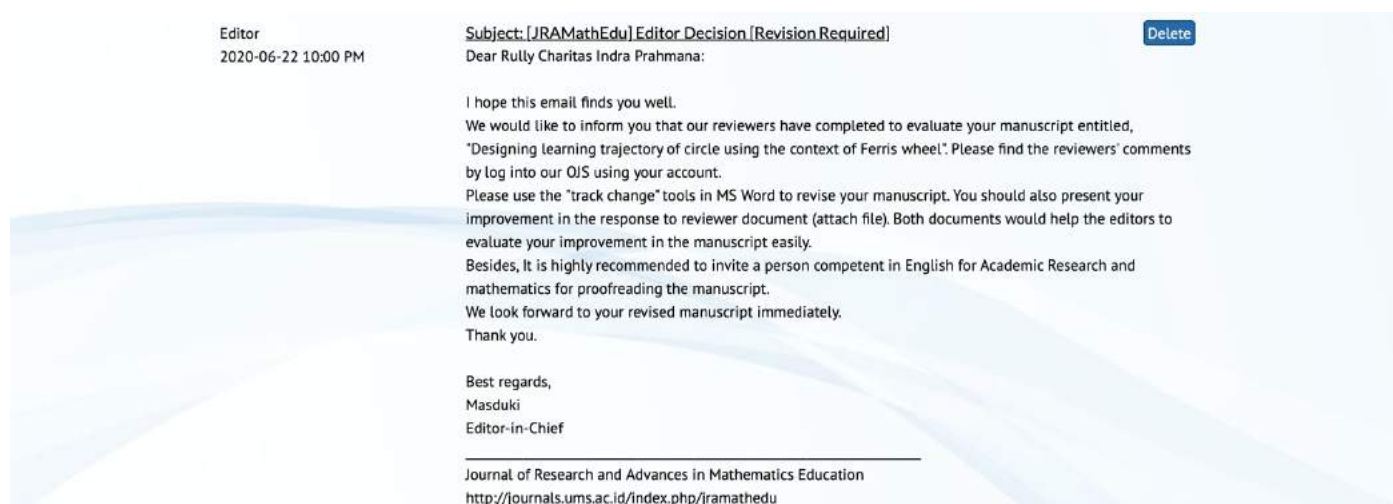 Editor
2020-06-22 10:00 PM
Subject: [JRAMathEdu] Editor Decision [Revision Required]
Delete
Dear Rully Charitas Indra Prahmana:
I hope this email finds you well.
We would like to inform you that our reviewers have completed to evaluate your manuscript entitled,
"Designing learning trajectory of circle using the context of Ferris wheel". Please find the reviewers' comments
by log into our OJS using your account.
Please use the "track change" tools in MS Word to revise your manuscript. You should also present your
improvement in the response to reviewer document (attach file). Both documents would help the editors to
evaluate your improvement in the manuscript easily.
Besides, It is highly recommended to invite a person competent in English for Academic Research and
mathematics for proofreading the manuscript.
We look forward to your revised manuscript immediately.
Thank you.
Best regards,
Masduki
Editor-in-Chief
Journal of Research and Advances in Mathematics Education
http://journals.ums.ac.id/index.php/jramathedu